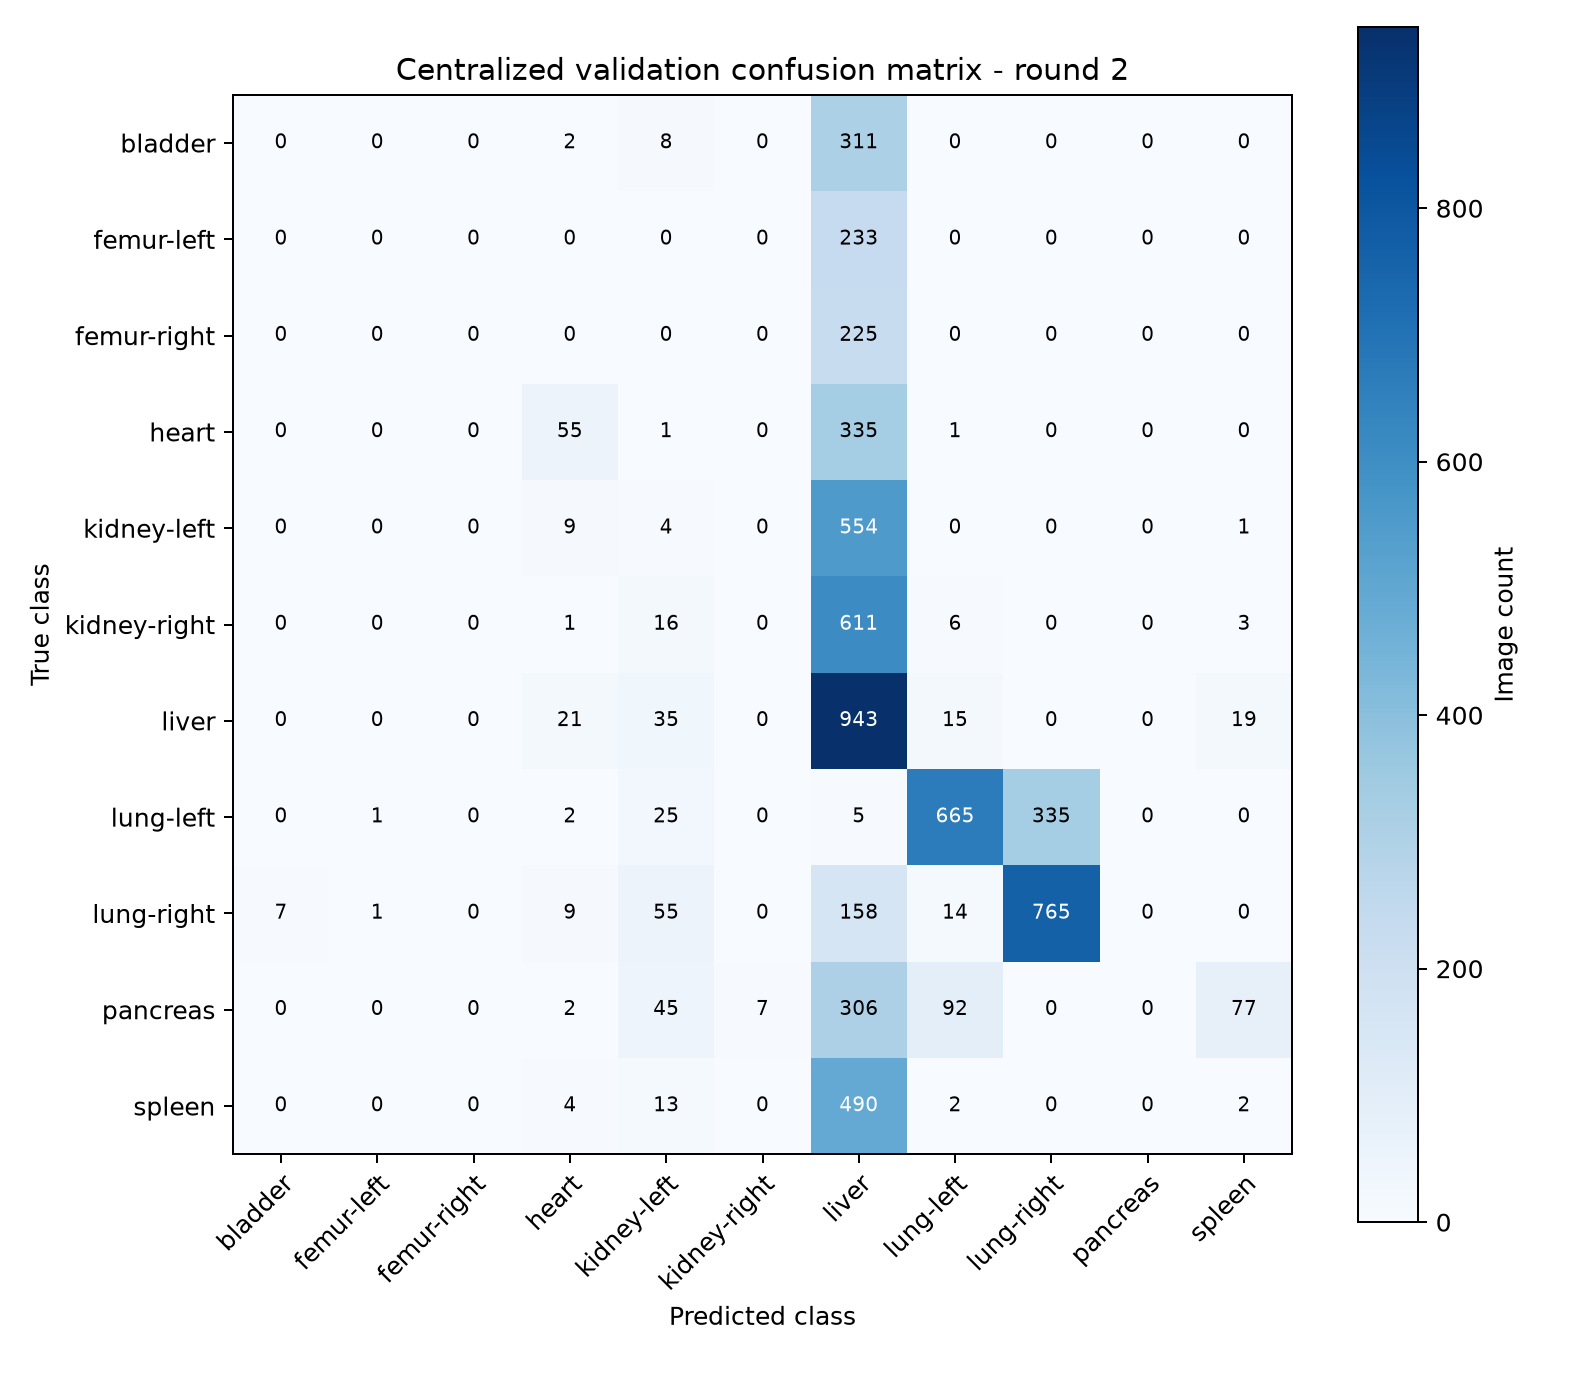 Centralized validation confusion matrix - round 2
bladder 0 0 0 2 8 0 311 0 0 0 0
femur-left 0 0 0 0 0 0 233 0 0 0 0
femur-right 0 0 0 0 0 0 225 0 0 0 0
heart 0 0 0 55 1 0 335 1 0 0 0
kidney-left 0 0 0 9 4 0 554 0 0 0 1
kidney-right 0 0 0 1 16 0 611 6 0 0 3
liver 0 0 0 21 35 0 943 15 0 0 19
lung-left 0 1 0 2 25 0 5 665 335 0 0
lung-right 7 1 0 9 55 0 158 14 765 0 0
pancreas 0 0 0 2 45 7 306 92 0 0 77
spleen 0 0 0 4 13 0 490 2 0 0 2
bladder femur-left femur-right heart kidney-left kidney-right liver lung-left lung-right pancreas spleen
Predicted class
True class
800
600
400
200
0
Image count